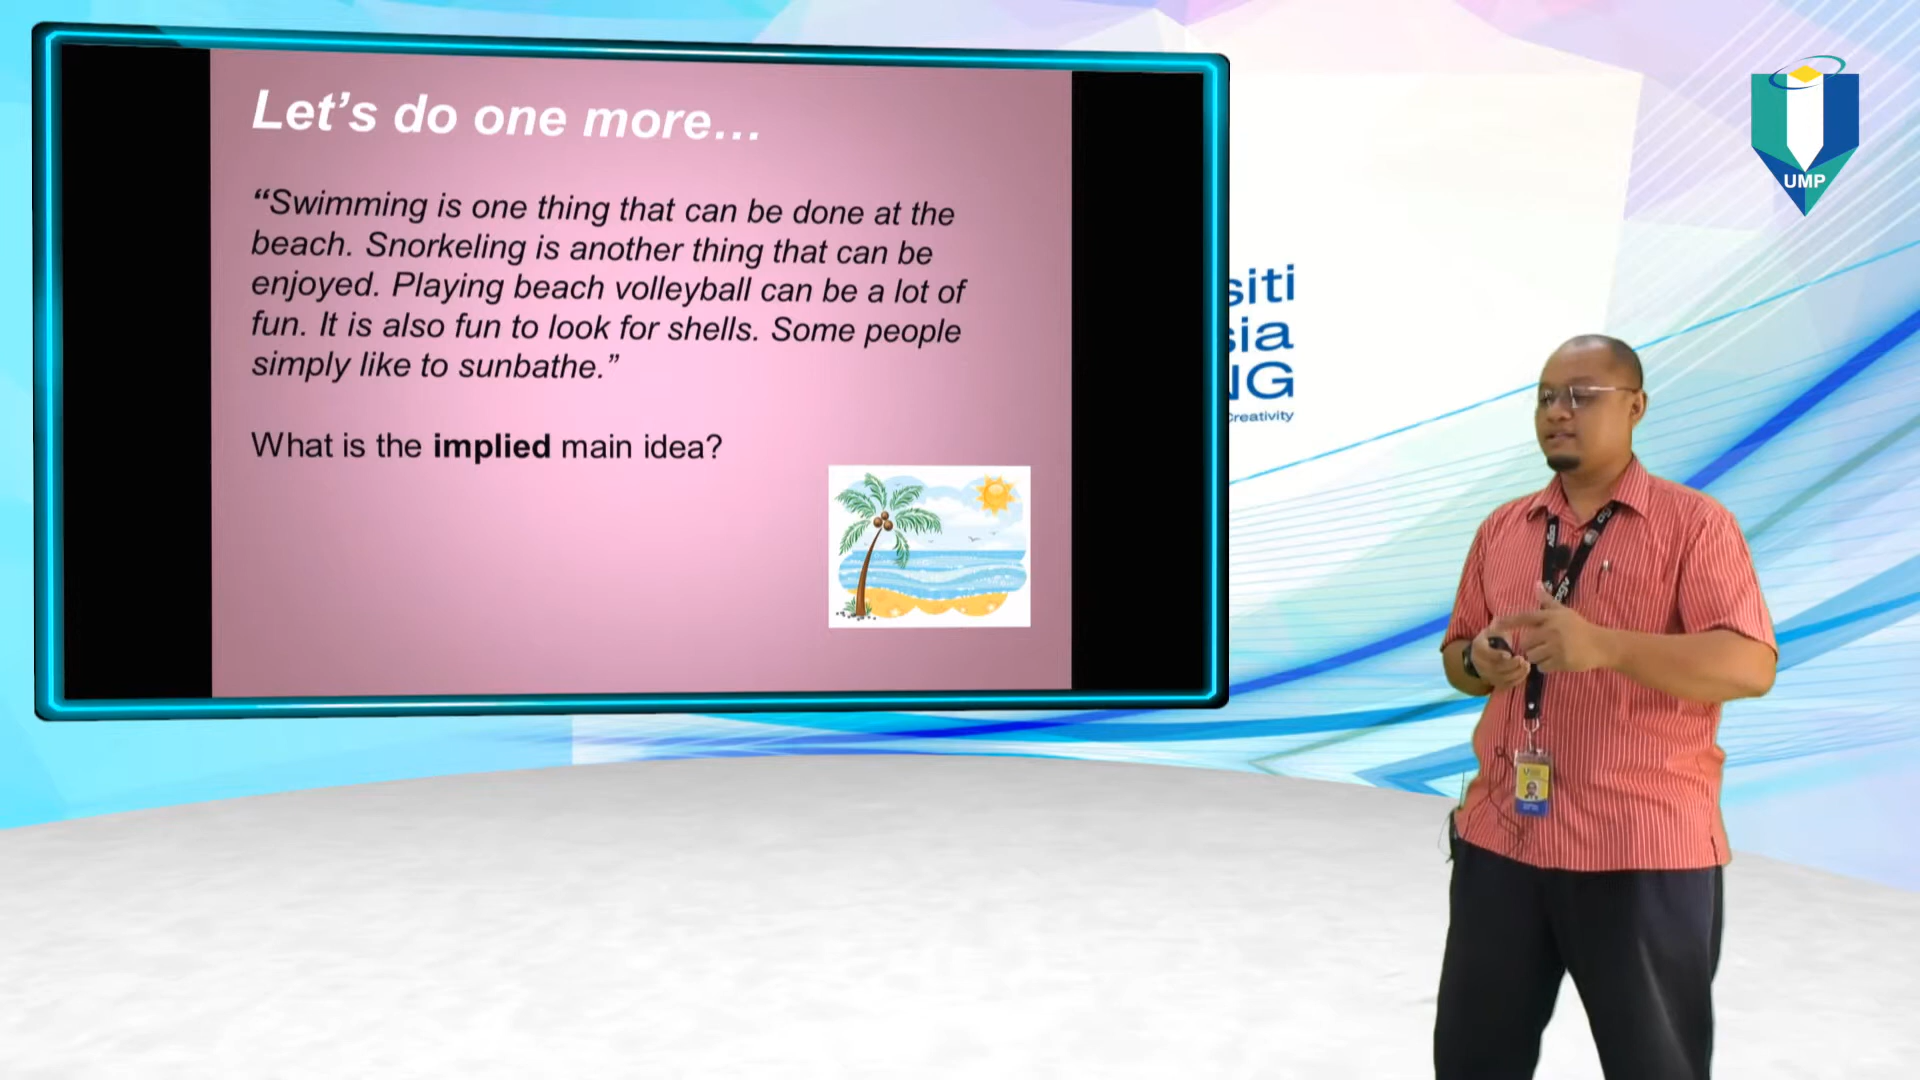 Let’s do one more…
“Swimming is one thing that can be done at the
beach. Snorkeling is another thing that can be
enjoyed. Playing beach volleyball can be a lot of
fun. It is also fun to look for shells. Some people
simply like to sunbathe.”
What is the implied main idea?
siti
sia
NG
Creativity
UMP